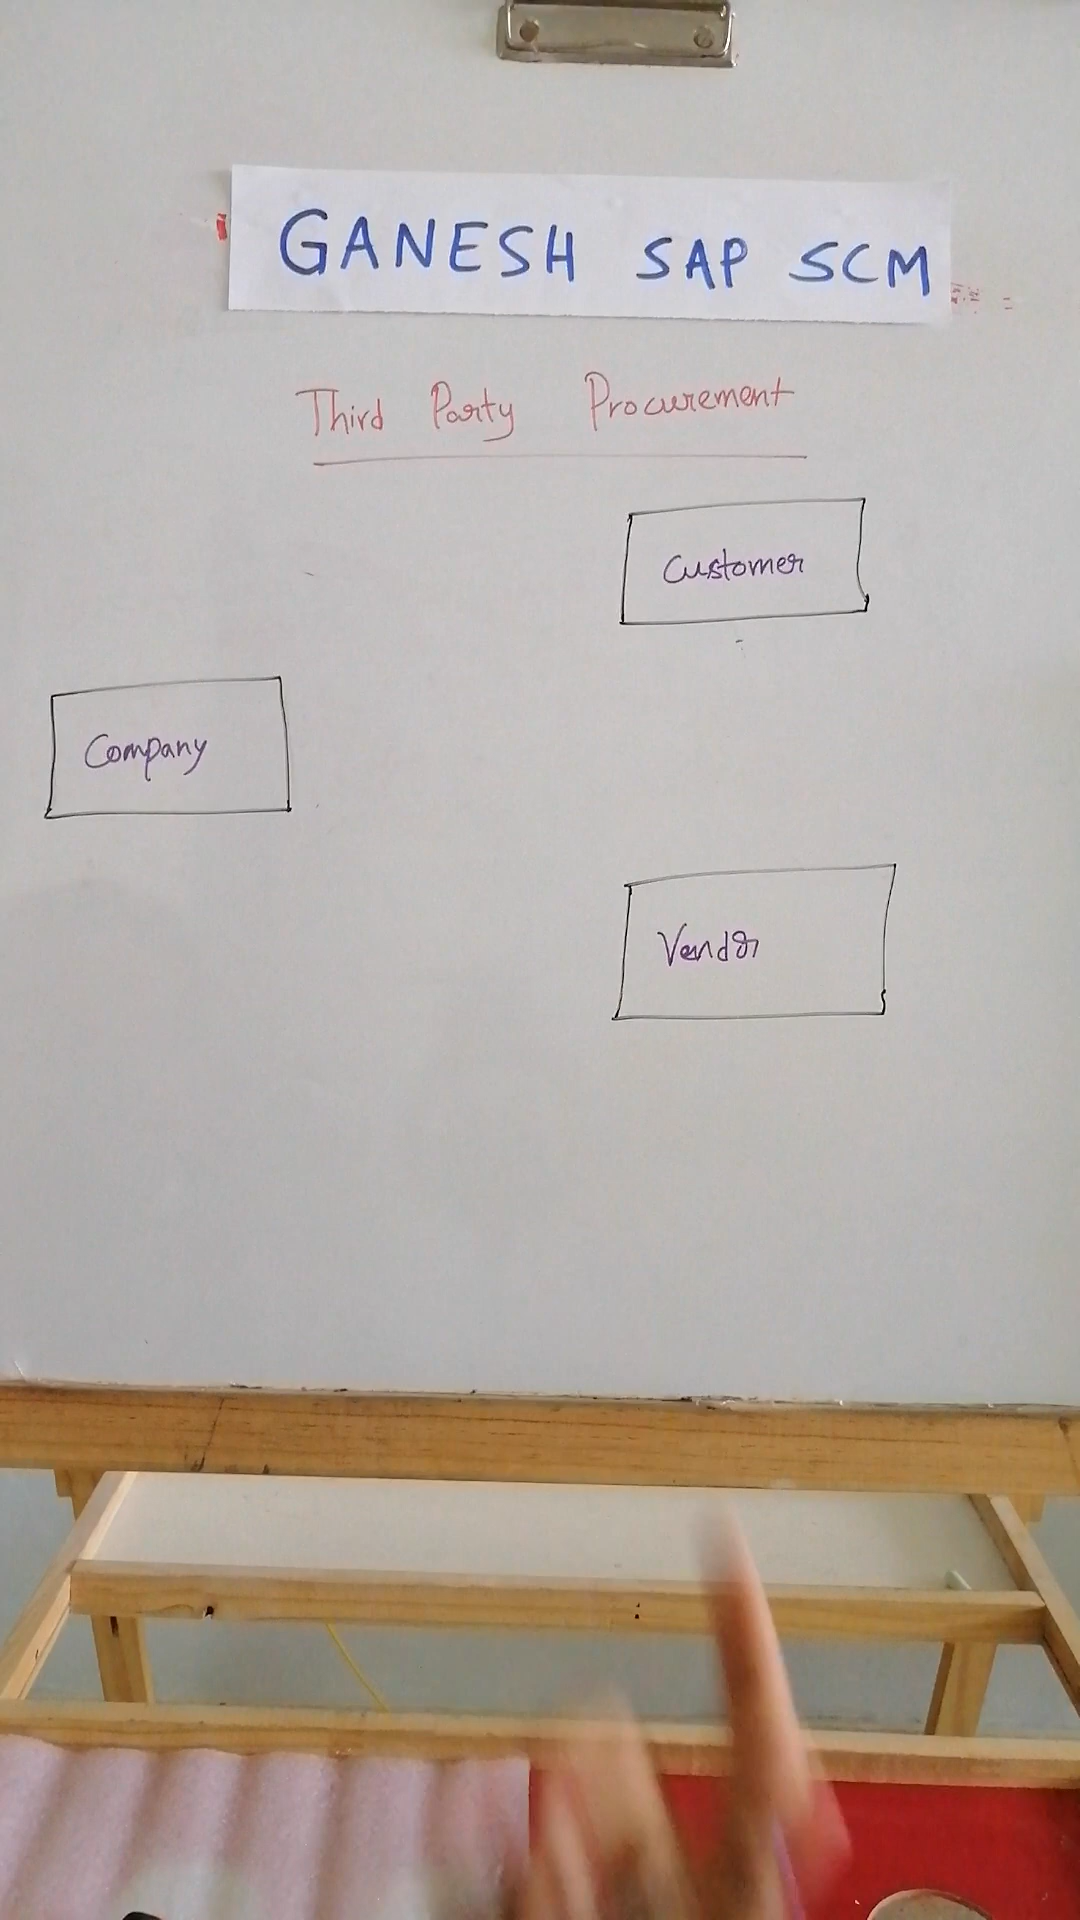 GANESH SAP SCM
Third Party Procurement
Customer
Company
Vendor